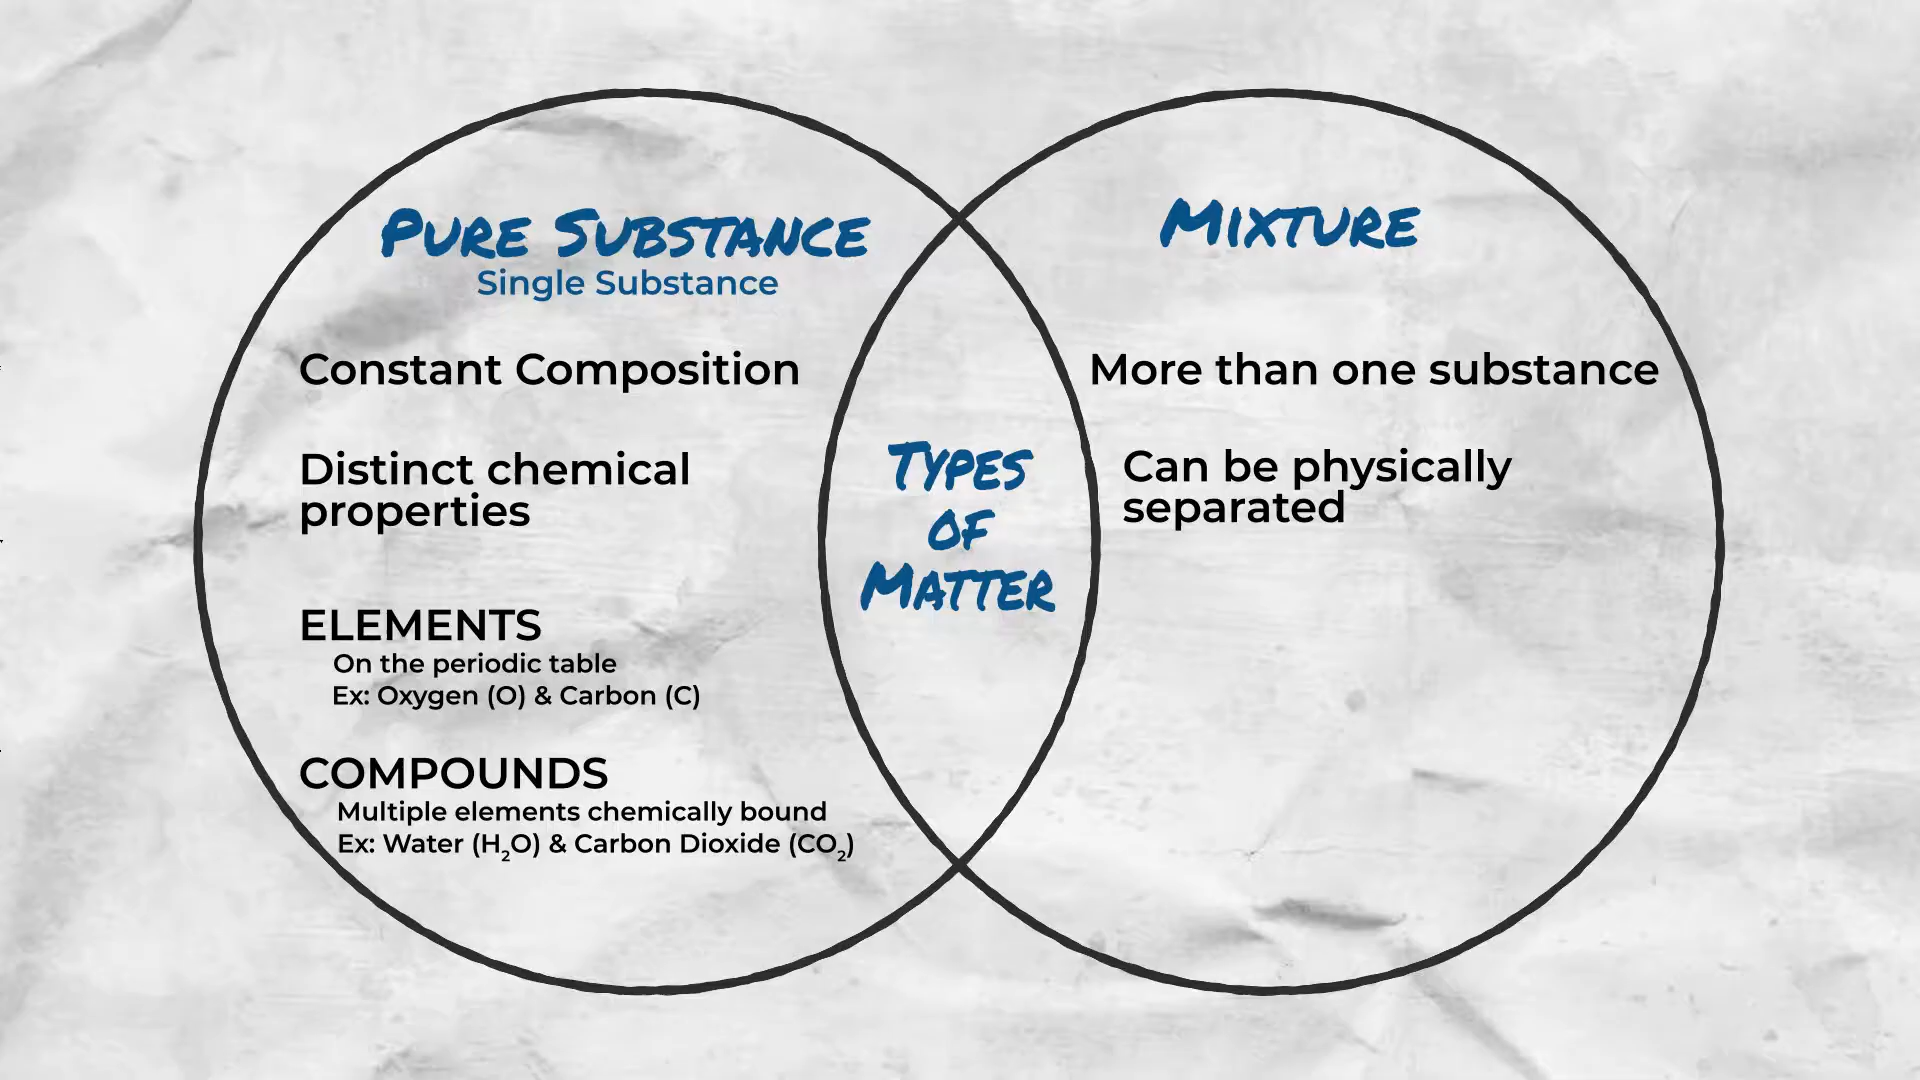 PURE SUBSTANCE
Single Substance
Constant Composition
Distinct chemical
properties
ELEMENTS
On the periodic table
Ex: Oxygen (O) & Carbon (C)
COMPOUNDS
Multiple elements chemically bound
Ex: Water (H₂O) & Carbon Dioxide (CO₂)
TYPES
OF
MATTER
MIXTURE
More than one substance
Can be physically
separated